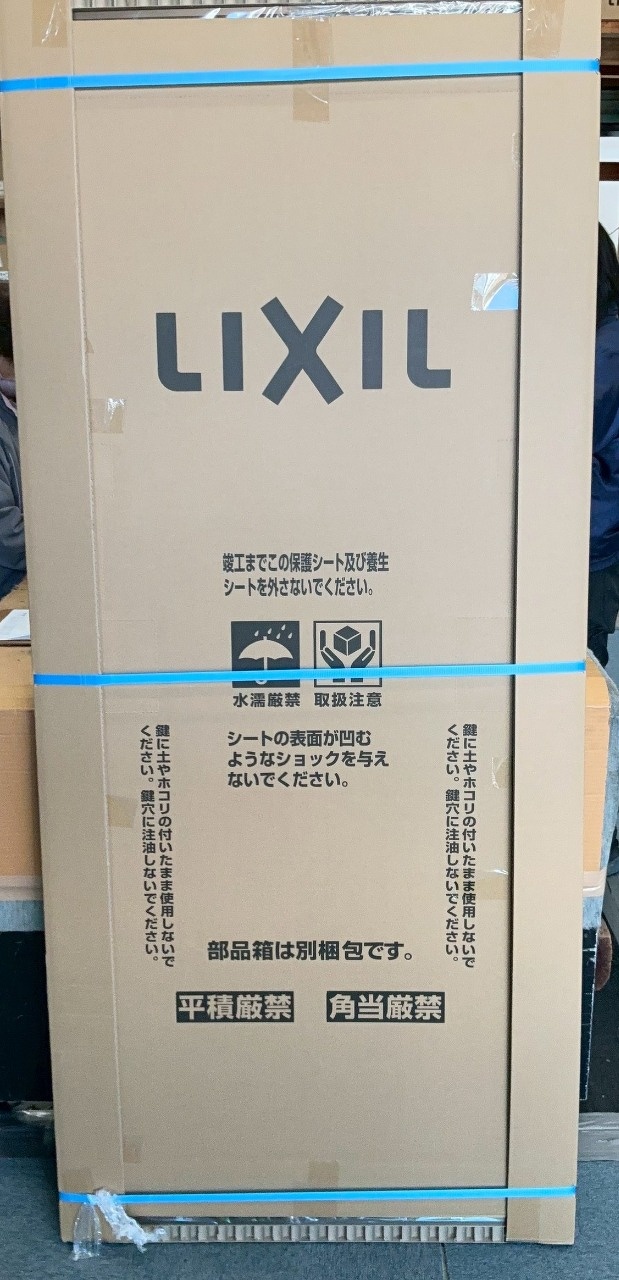 LIXIL
竣工までこの保護シート及び養生
シートを外さないでください。
水濡厳禁 取扱注意
シートの表面が凹む
ようなショックを与え
ないでください。
鍵に土やホコリの付いたまま使用しないで
ください。鍵穴に注油しないでください。
鍵に土やホコリの付いたまま使用しないで
ください。鍵穴に注油しないでください。
部品箱は別梱包です。
平積厳禁 角当厳禁